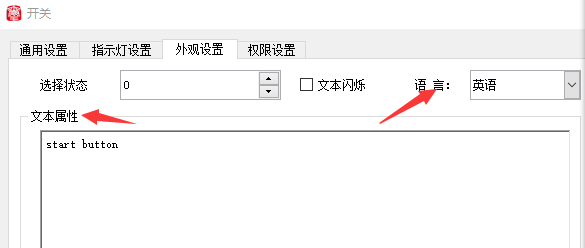 开关
通用设置 指示灯设置 外观设置 权限设置
选择状态 0 文本闪烁 语 言： 英语
文本属性
start button